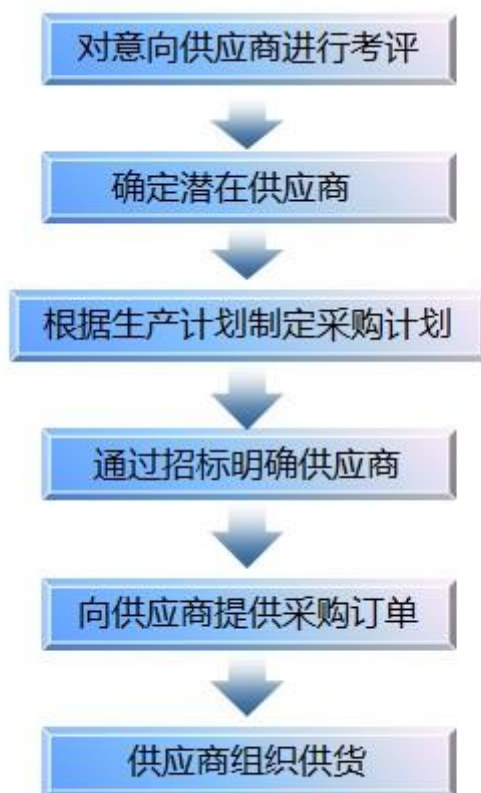 对意向供应商进行考评
确定潜在供应商
根据生产计划制定采购计划
通过招标明确供应商
向供应商提供采购订单
供应商组织供货